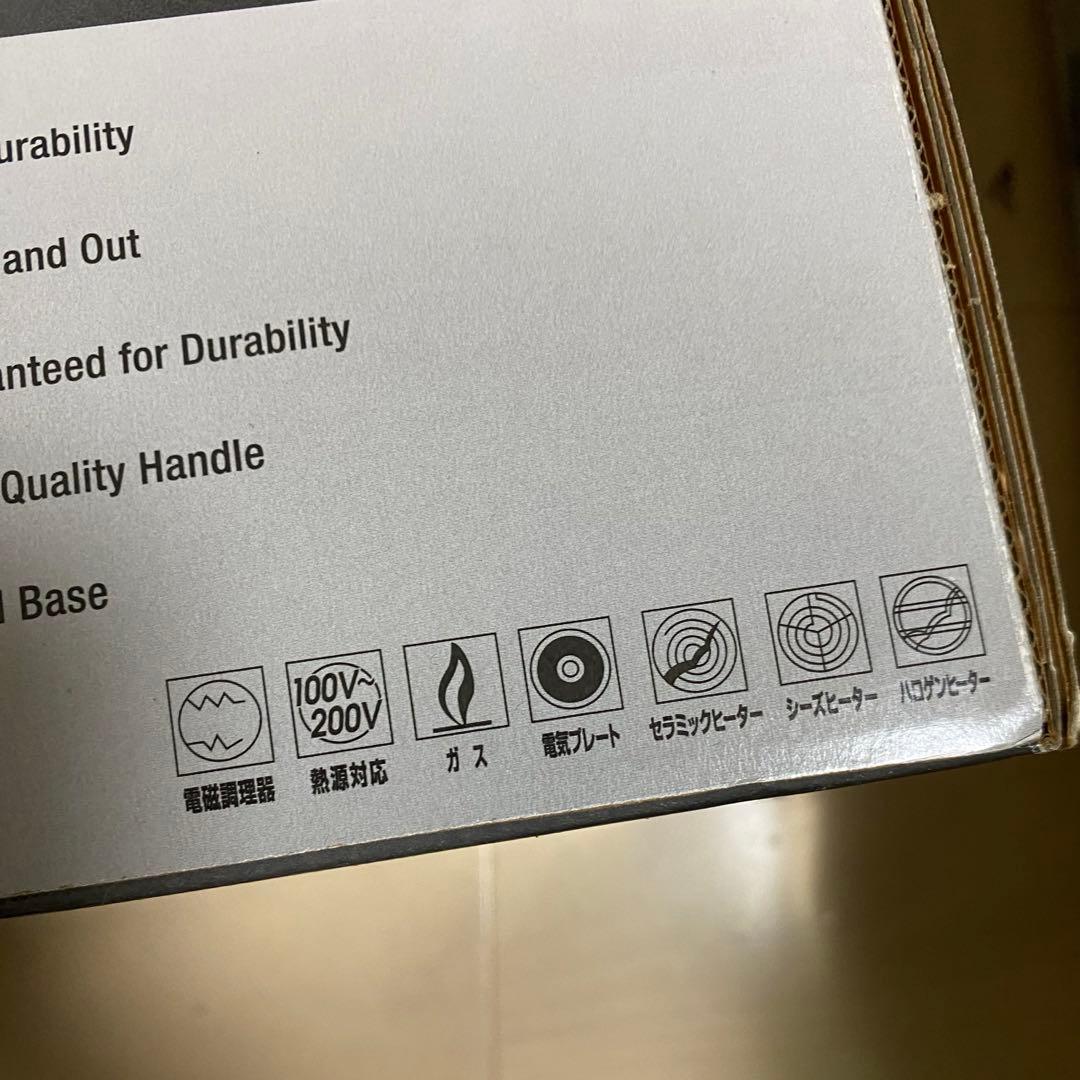 urability
and Out
anteed for Durability
Quality Handle
Base
100V~
200V
電磁調理器
熱源対応
ガス
電気プレート
セラミックヒーター
シーズヒーター
ハロゲンヒーター